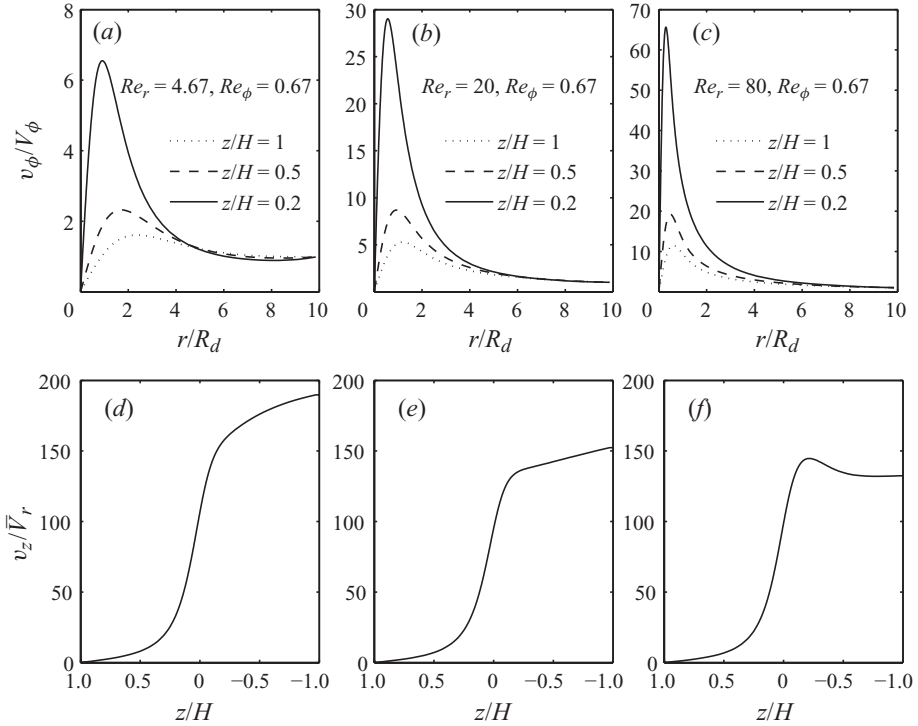 8
6
4
2
0
v_ϕ/V_ϕ
(a)
Re_r = 4.67, Re_ϕ = 0.67
z/H = 1
z/H = 0.5
z/H = 0.2
0 2 4 6 8 10
r/R_d
30
25
20
15
10
5
0
(b)
Re_r = 20, Re_ϕ = 0.67
z/H = 1
z/H = 0.5
z/H = 0.2
2 4 6 8 10
r/R_d
70
60
50
40
30
20
10
0
(c)
Re_r = 80, Re_ϕ = 0.67
z/H = 1
z/H = 0.5
z/H = 0.2
2 4 6 8 10
r/R_d
200
150
100
50
0
v_z/V̅_r
(d)
1.0 0.5 0 −0.5 −1.0
z/H
200
150
100
50
0
(e)
1.0 0.5 0 −0.5 −1.0
z/H
200
150
100
50
0
(f)
1.0 0.5 0 −0.5 −1.0
z/H